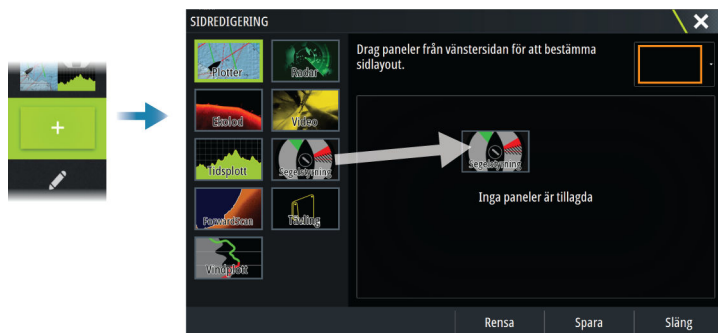 SIDREDIGERING
Drag paneler från vänstersidan för att bestämma
sidlayout.
Plotter
Radar
Ekolod
Video
Tidsplott
Segelstyrning
ForwardScan
Tävling
Vindplott
Segelstyrning
Inga paneler är tillagda
Rensa
Spara
Släng